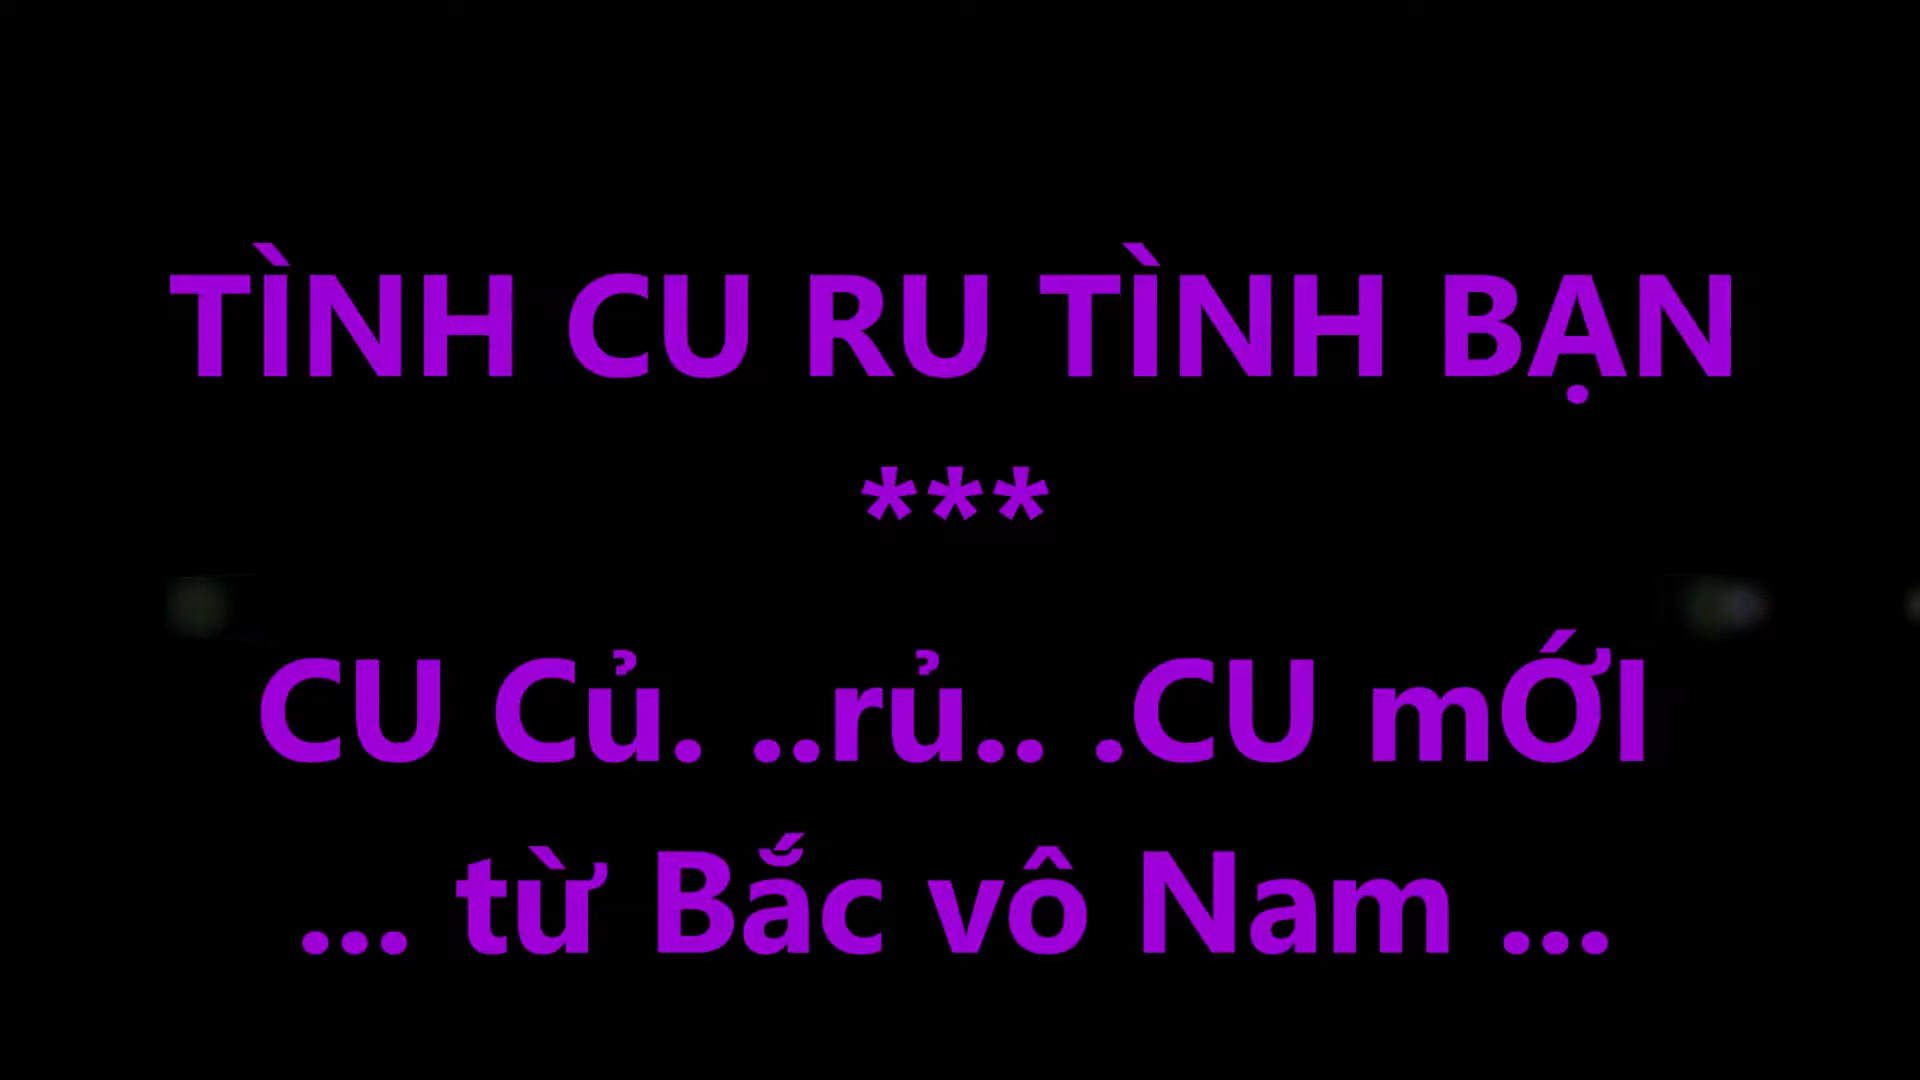 TÌNH CU RU TÌNH BẠN
***
CU Củ. ..rủ.. .CU mỚI
... từ Bắc vô Nam ...